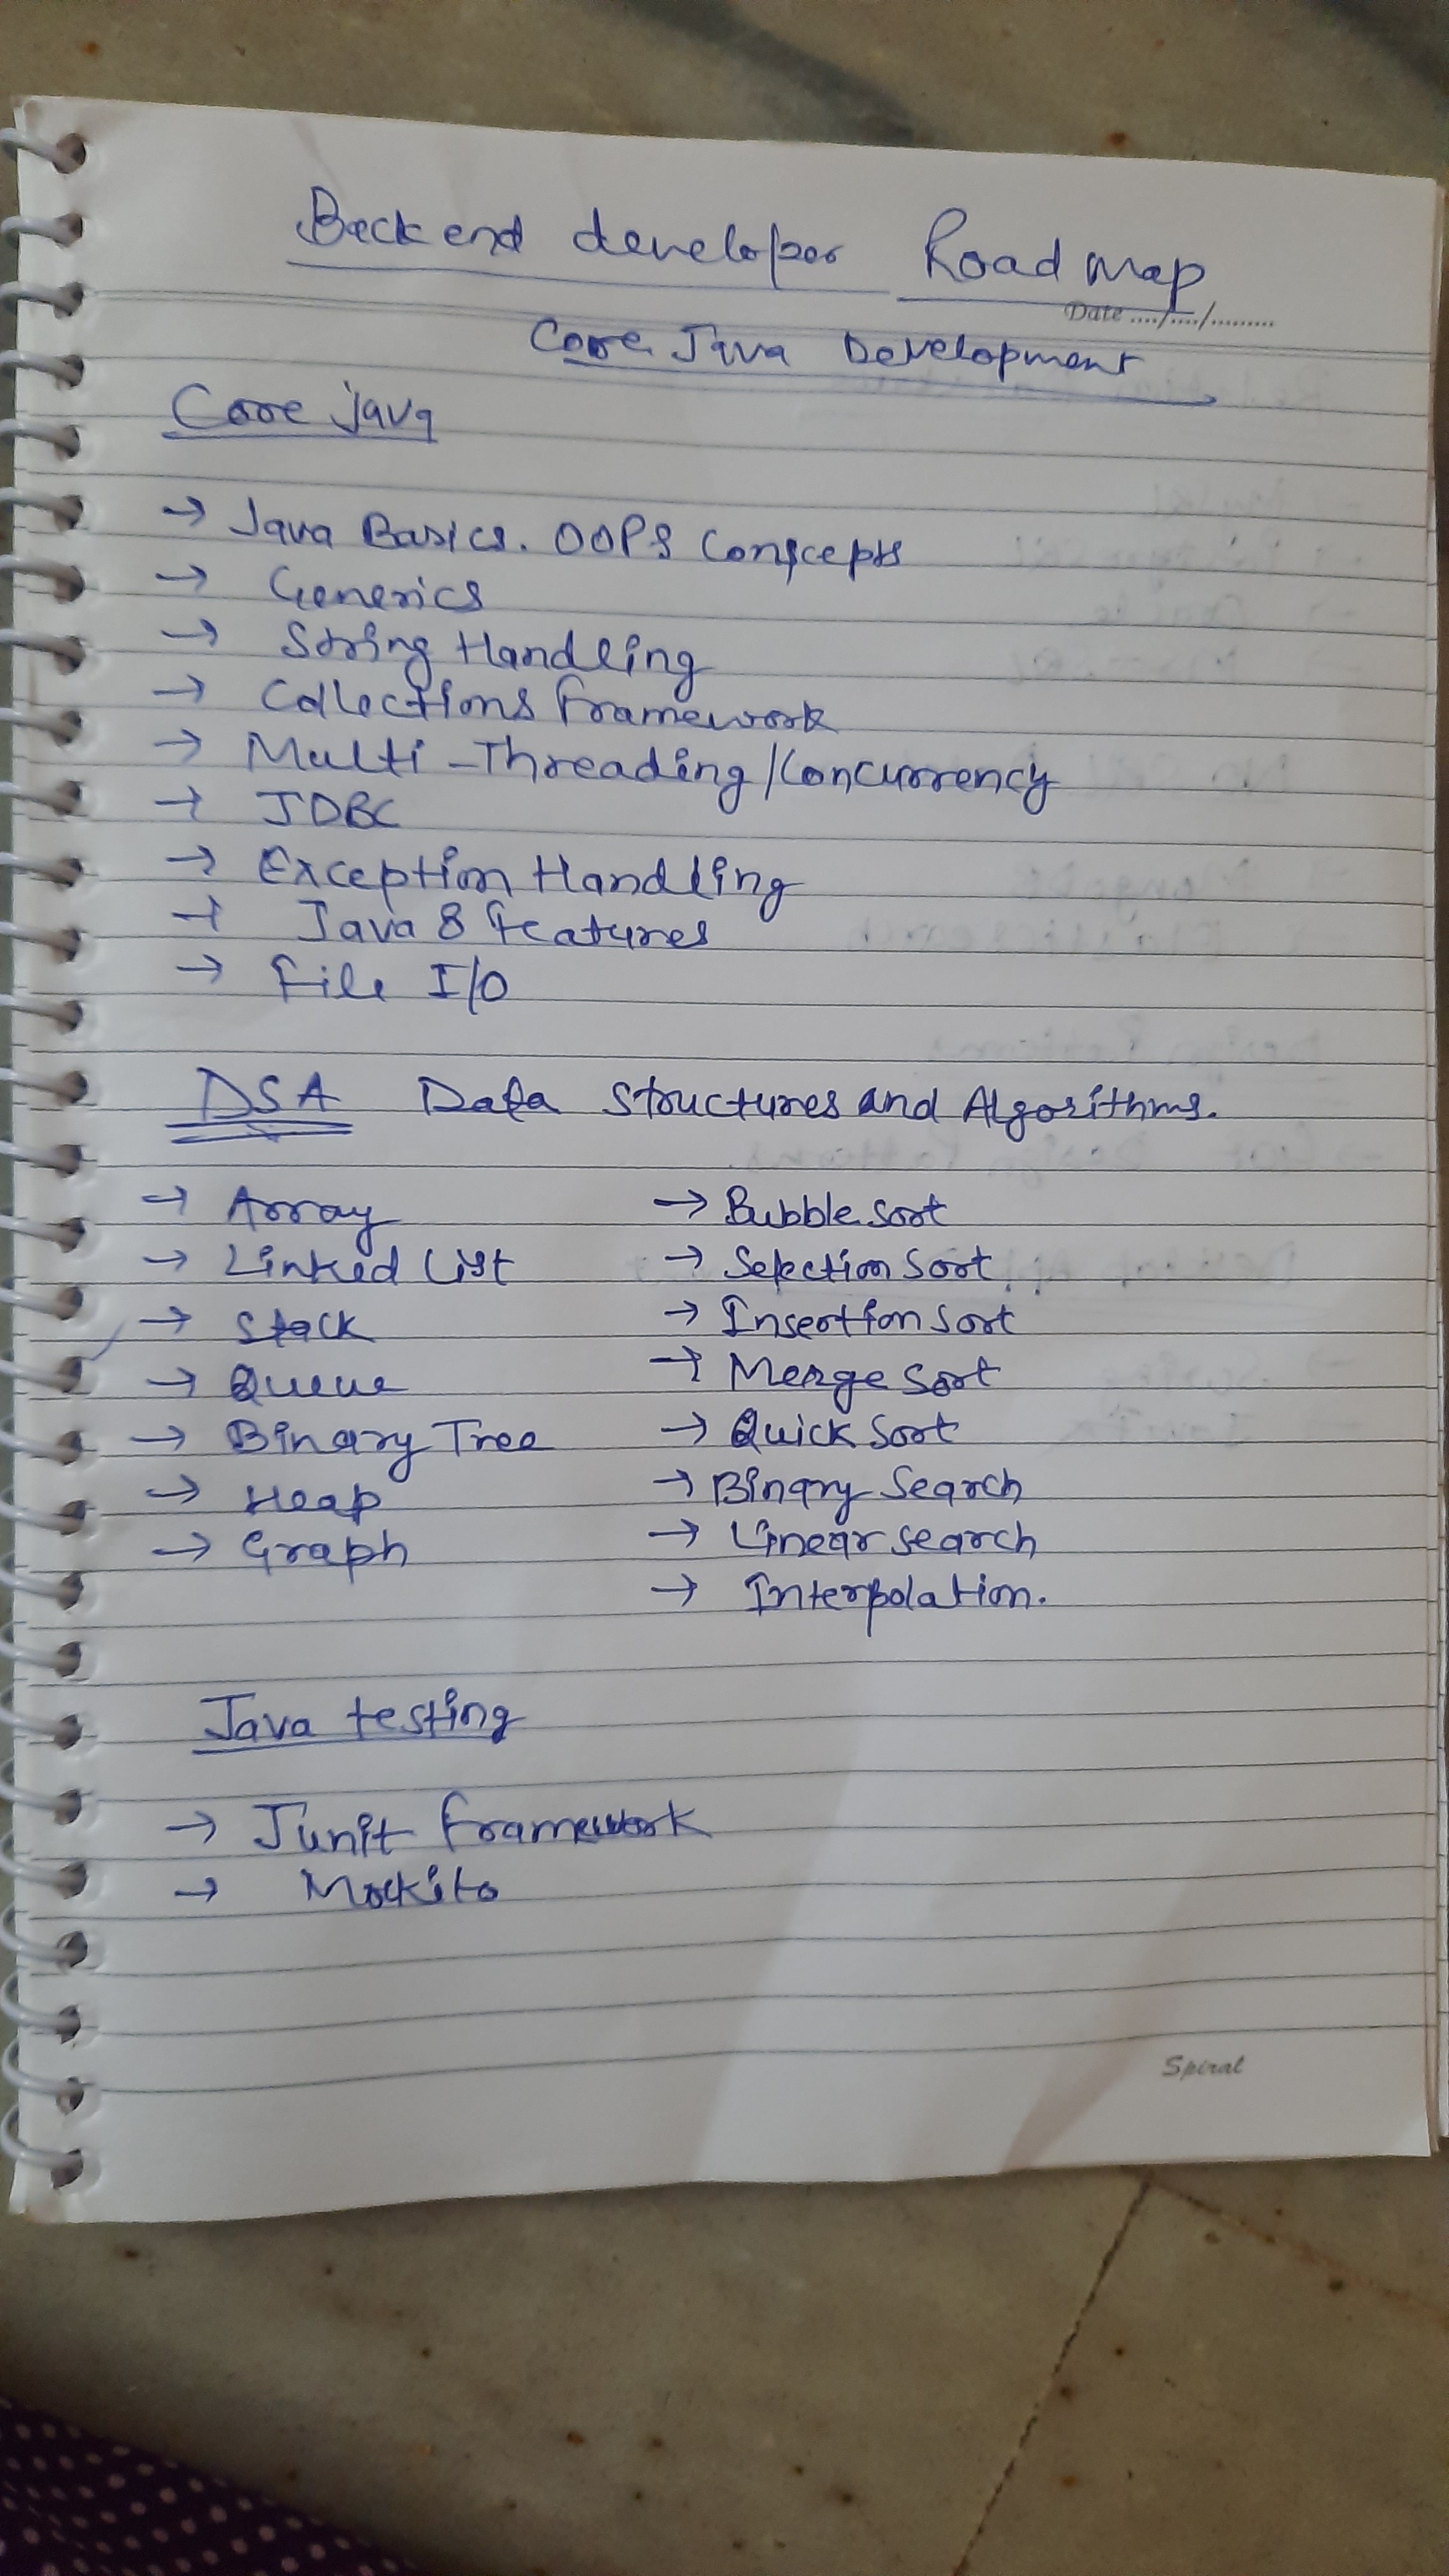 Backend developer Road map
Date ..../..../.........
Core Java Development
Core java
→ Java Basics. OOPS Concepts
→ Generics
→ String Handling
→ Collections Framework
→ Multi-Threading/Concurrency
→ JDBC
→ Exception Handling
→ Java 8 features
→ File I/O
DSA Data Structures and Algorithms.
→ Array → Bubble sort
→ Linked List → Selection Sort
→ Stack → Insertion Sort
→ Queue → Merge Sort
→ Binary Tree → Quick Sort
→ Heap → Binary Search
→ Graph → Linear search
→ Interpolation.
Java testing
→ Junit Framework
→ Mockito
Spiral